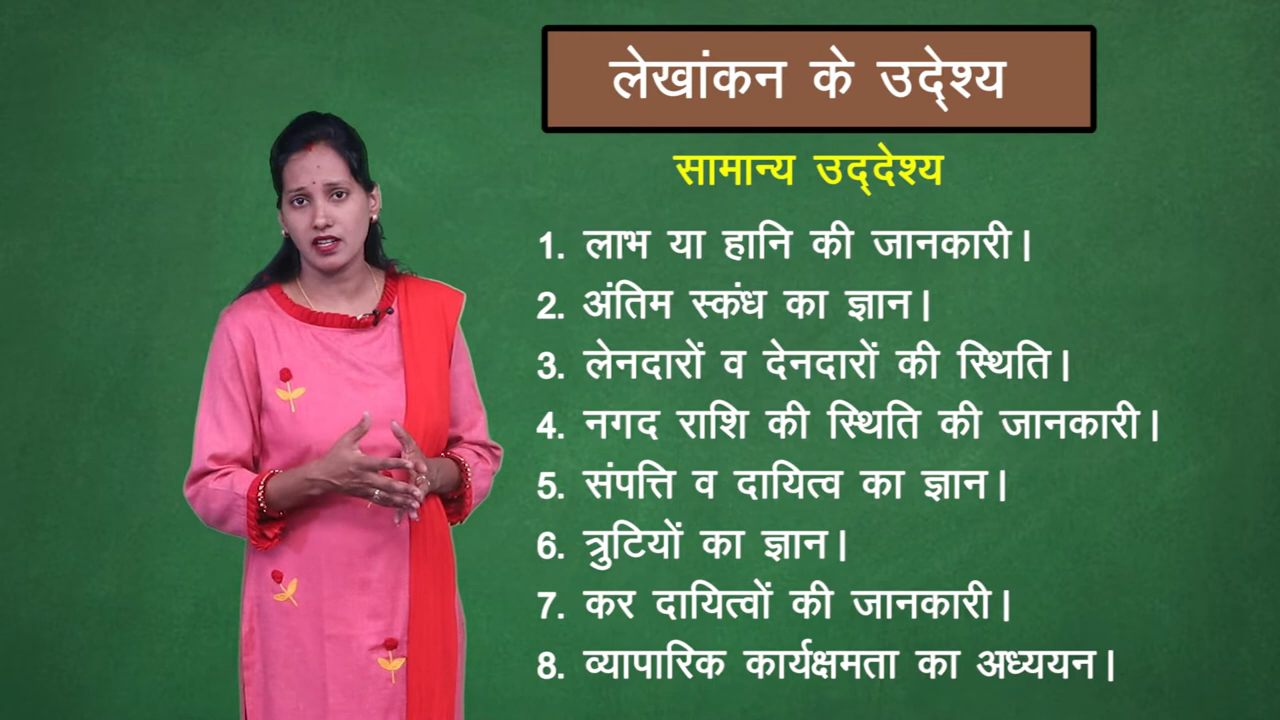 लेखांकन के उद्देश्य
सामान्य उद्देश्य
1. लाभ या हानि की जानकारी।
2. अंतिम स्कंध का ज्ञान।
3. लेनदारों व देनदारों की स्थिति।
4. नगद राशि की स्थिति की जानकारी।
5. संपत्ति व दायित्व का ज्ञान।
6. त्रुटियों का ज्ञान।
7. कर दायित्वों की जानकारी।
8. व्यापारिक कार्यक्षमता का अध्ययन।